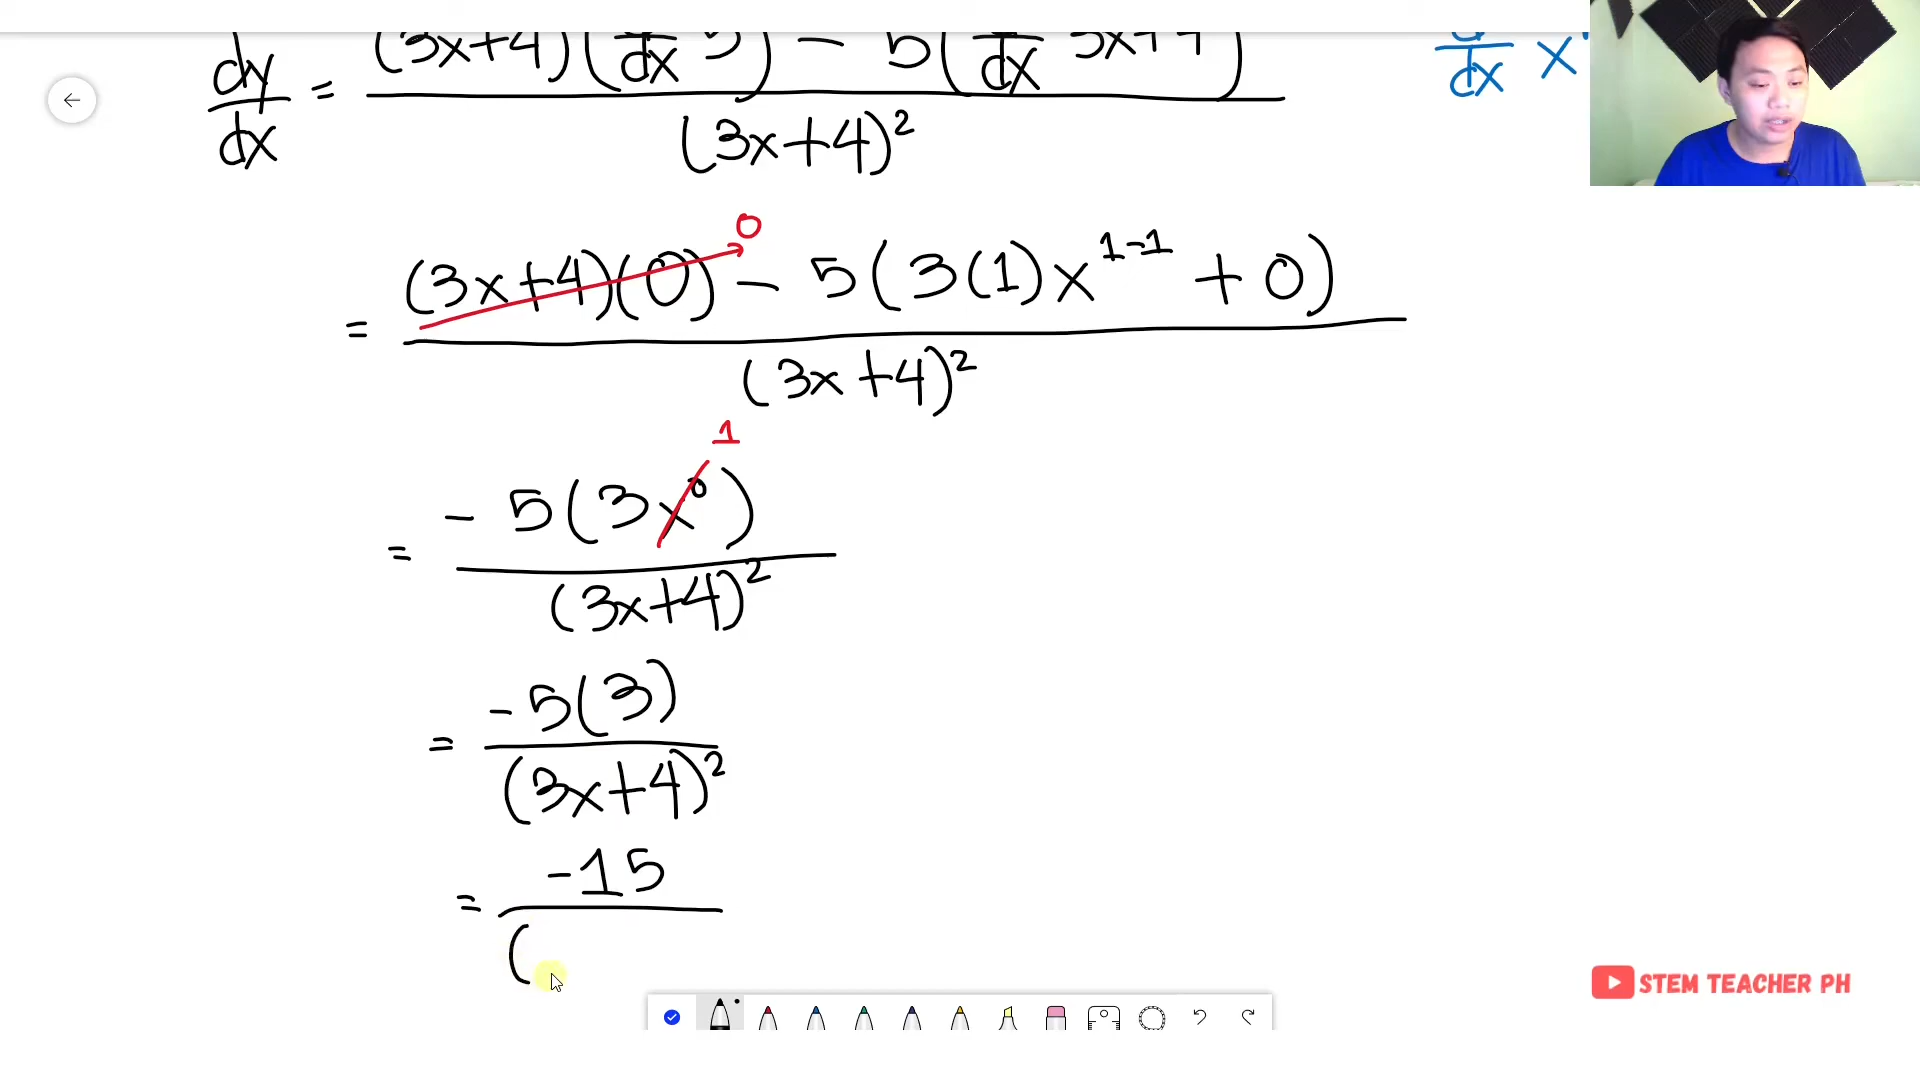 dy/dx = (3x+4)(d/dx 5) - 5(d/dx 3x+4) / (3x+4)²
d/dx x
0
= (3x+4)(0) - 5(3(1)x¹⁻¹ + 0) / (3x+4)²
1
= -5(3x⁰) / (3x+4)²
= -5(3) / (3x+4)²
= -15 / (
STEM TEACHER PH